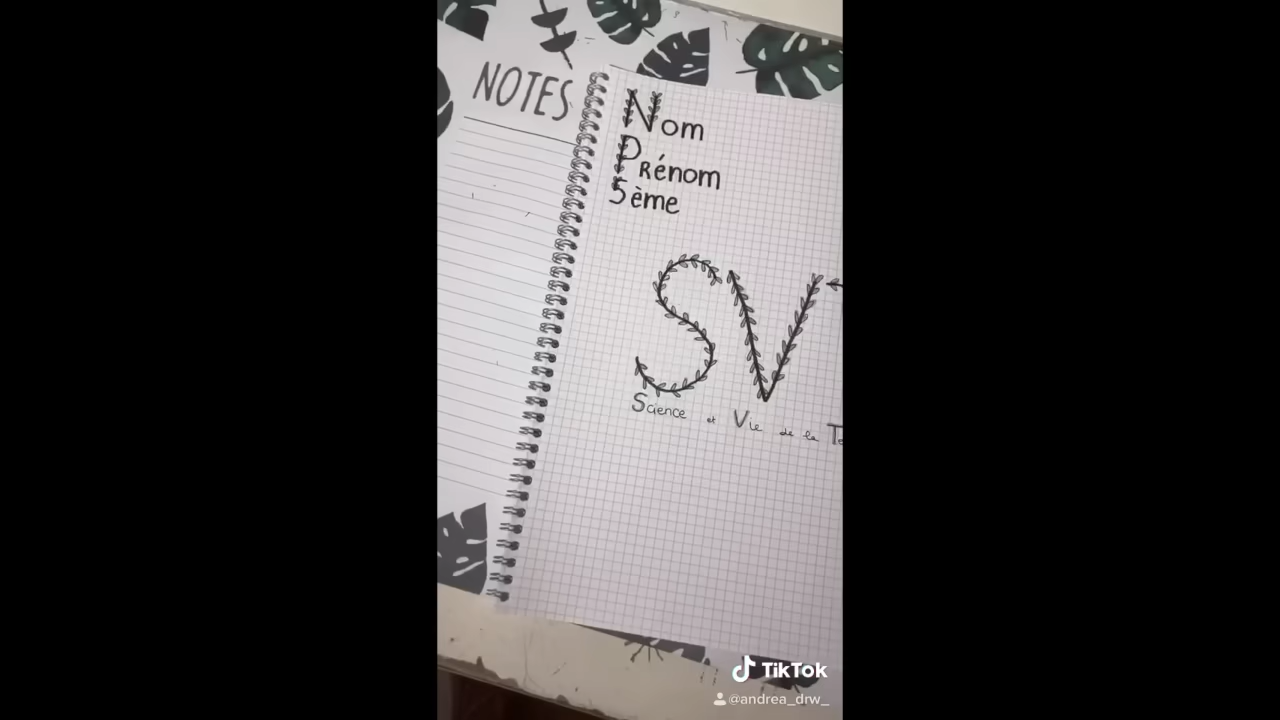 NOTES
Nom
Prénom
5ème
SV
Science et Vie de la
TikTok
@andrea_drw_